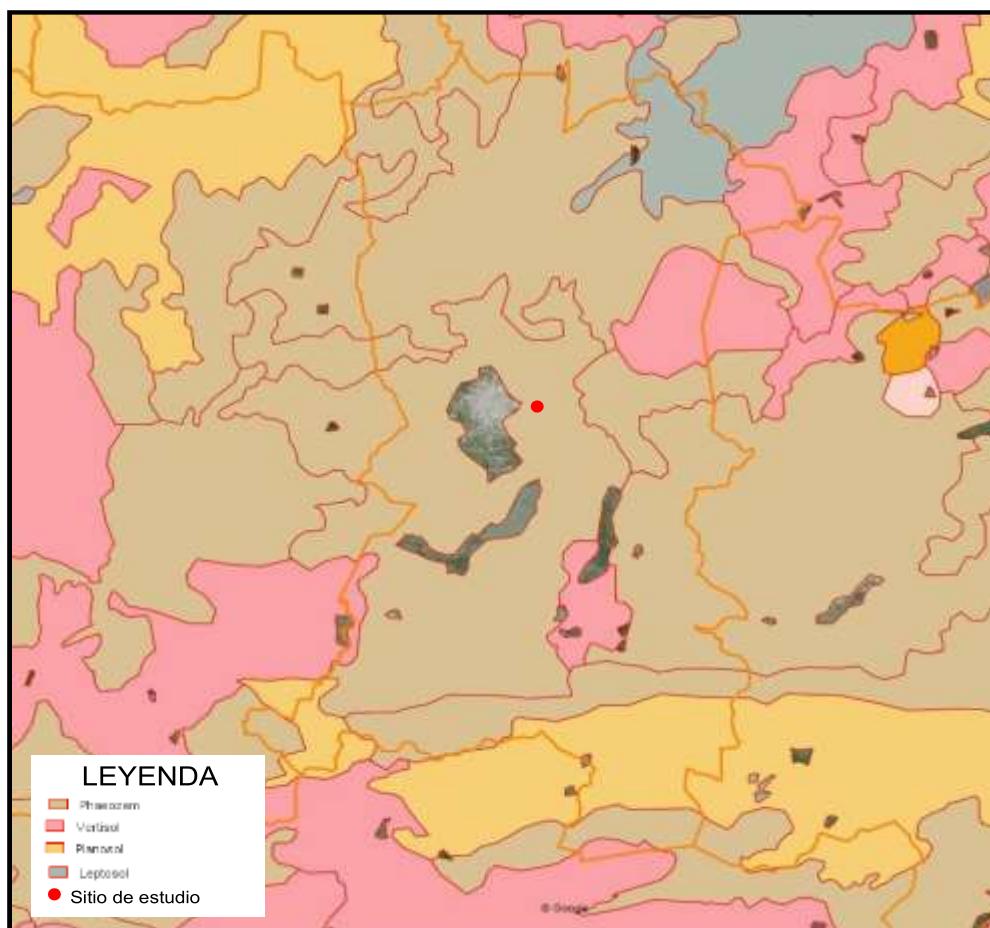 LEYENDA
Phaeozem
Vertisol
Planosol
Leptosol
Sitio de estudio
© Google